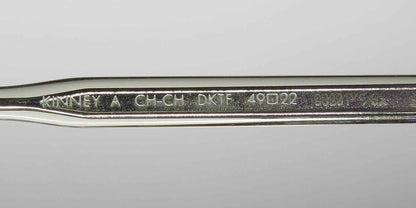 KINNEY A CH-CH DKTF 49□22